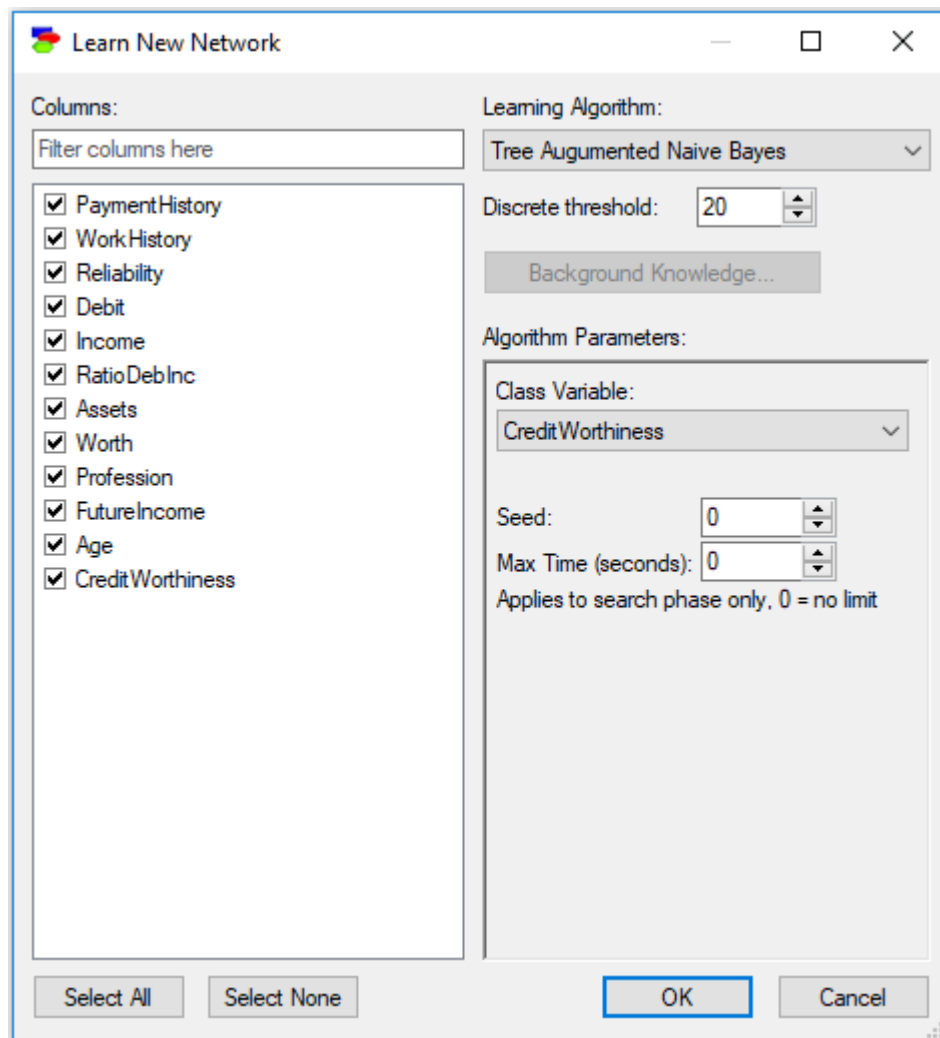 Learn New Network
Columns:
Filter columns here
PaymentHistory
WorkHistory
Reliability
Debit
Income
RatioDebInc
Assets
Worth
Profession
FutureIncome
Age
CreditWorthiness
Select All
Select None
Learning Algorithm:
Tree Augumented Naive Bayes
Discrete threshold: 20
Background Knowledge...
Algorithm Parameters:
Class Variable:
CreditWorthiness
Seed: 0
Max Time (seconds): 0
Applies to search phase only, 0 = no limit
OK
Cancel